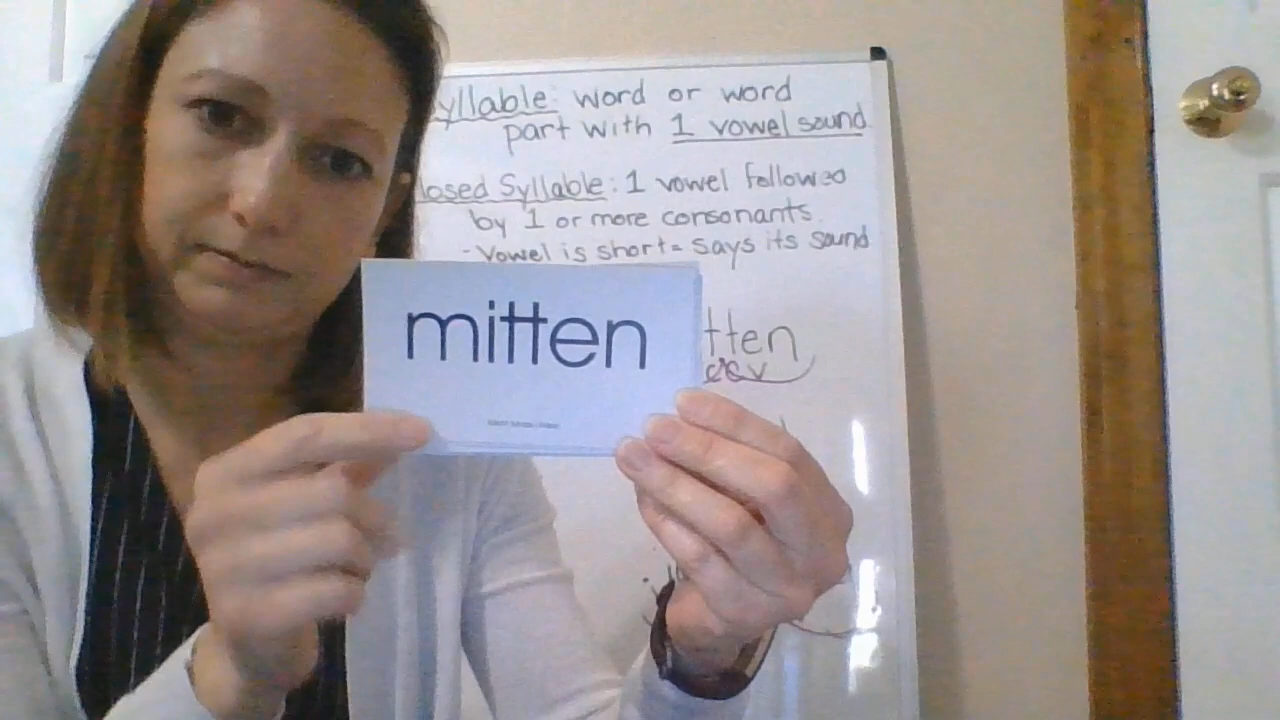 yllable: word or word
part with 1 vowel sound
losed Syllable: 1 vowel followed
by 1 or more consonants.
- Vowel is short = says its sound
mitten
tten